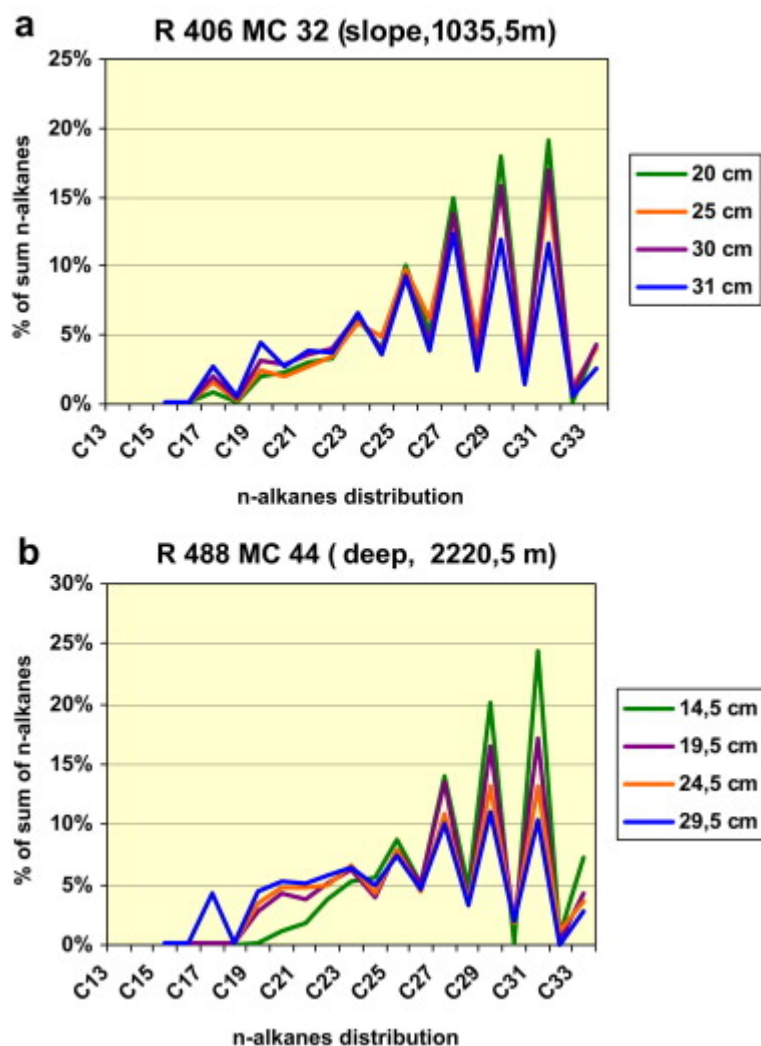 a
R 406 MC 32 (slope,1035,5m)
% of sum n-alkanes
25%
20%
15%
10%
5%
0%
C13
C15
C17
C19
C21
C23
C25
C27
C29
C31
C33
n-alkanes distribution
20 cm
25 cm
30 cm
31 cm
b
R 488 MC 44 ( deep, 2220,5 m)
% of sum of n-alkanes
30%
25%
20%
15%
10%
5%
0%
C13
C15
C17
C19
C21
C23
C25
C27
C29
C31
C33
n-alkanes distribution
14,5 cm
19,5 cm
24,5 cm
29,5 cm